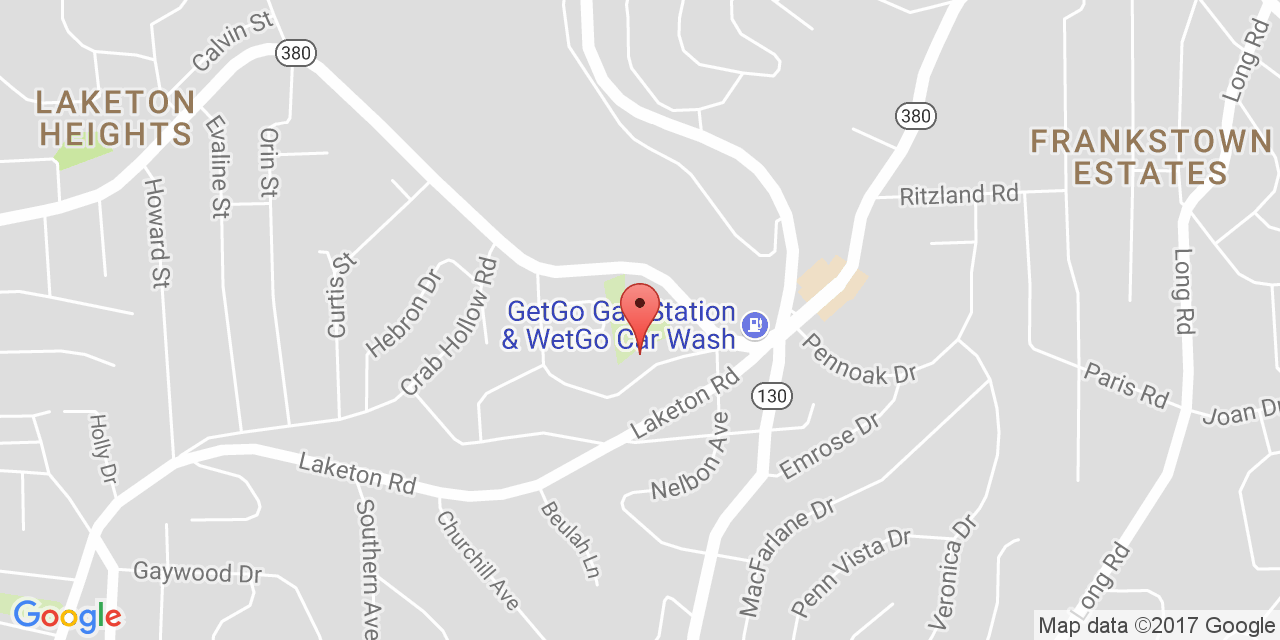 Calvin St
380
LAKETON
HEIGHTS
Evaline St
Orin St
Howard St
Curtis St
Hebron Dr
Crab Hollow Rd
380
Long Rd
FRANKSTOWN
ESTATES
Ritzland Rd
Long Rd
GetGo Gas Station
& WetGo Car Wash
Pennoak Dr
Paris Rd
Joan Dr
130
Laketon Rd
Emrose Dr
Nelbon Ave
Holly Dr
Laketon Rd
Southern Ave
Churchill Ave
Beulah Ln
MacFarlane Dr
Penn Vista Dr
Veronica Dr
Long Rd
Gaywood Dr
Google
Map data ©2017 Google